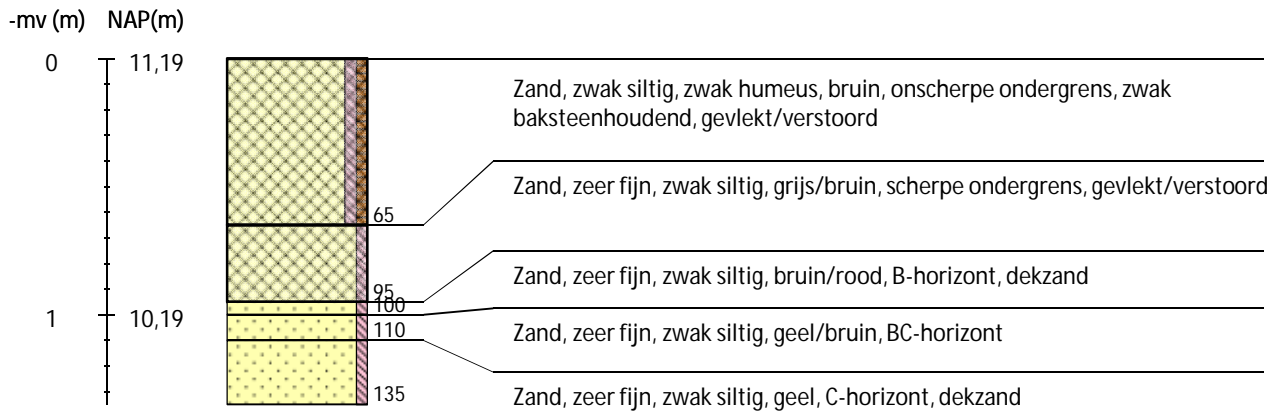 -mv (m) NAP(m)
0 11,19
Zand, zwak siltig, zwak humeus, bruin, onscherpe ondergrens, zwak
baksteenhoudend, gevlekt/verstoord
Zand, zeer fijn, zwak siltig, grijs/bruin, scherpe ondergrens, gevlekt/verstoord
65
Zand, zeer fijn, zwak siltig, bruin/rood, B-horizont, dekzand
95
100
1 10,19
110
Zand, zeer fijn, zwak siltig, geel/bruin, BC-horizont
135
Zand, zeer fijn, zwak siltig, geel, C-horizont, dekzand